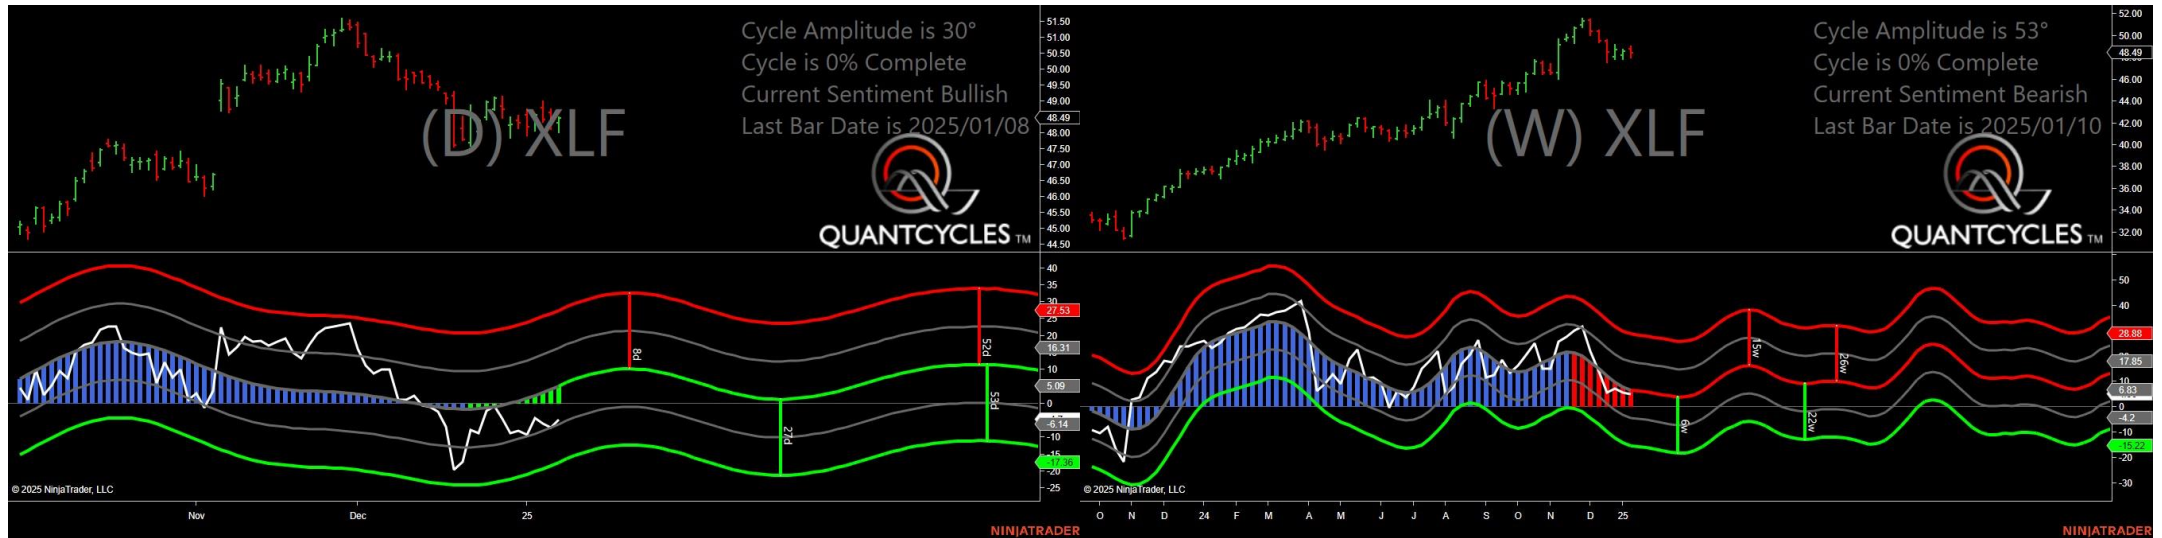 Cycle Amplitude is 30°
Cycle is 0% Complete
Current Sentiment Bullish
Last Bar Date is 2025/01/08
(D) XLF
QUANTCYCLES TM
51.50
51.00
50.50
50.00
49.50
49.00
48.49
48.00
47.50
47.00
46.50
46.00
45.50
45.00
44.50
40
35
30
27.53
25
20
16.31
15
10
5.09
0
-6.14
-10
-15
-17.36
-20
-25
8d
27d
52d
53d
© 2025 NinjaTrader, LLC
Nov
Dec
25
NINJATRADER
Cycle Amplitude is 53°
Cycle is 0% Complete
Current Sentiment Bearish
Last Bar Date is 2025/01/10
(W) XLF
QUANTCYCLES TM
52.00
50.00
48.49
46.00
44.00
42.00
40.00
38.00
36.00
34.00
32.00
50
40
28.88
17.85
10
6.83
0
-4.2
-10
-15.22
-20
-30
15w
26w
6w
22w
© 2025 NinjaTrader, LLC
O N D 24 F M A M J J A S O N D 25
NINJATRADER